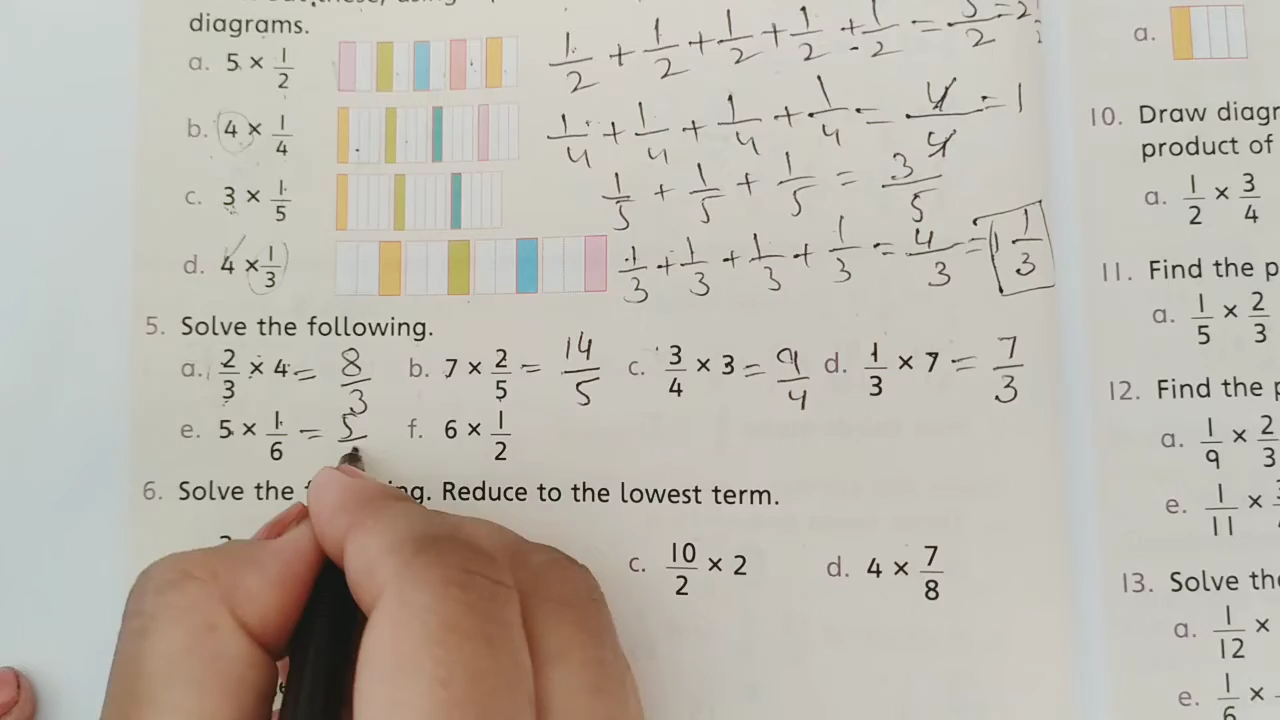 diagrams.
a. 5 × 1/2 1/2 + 1/2 + 1/2 + 1/2 + 1/2 = 5/2 = 2
b. 4 × 1/4 1/4 + 1/4 + 1/4 + 1/4 = 4/4 = 1
c. 3 × 1/5 1/5 + 1/5 + 1/5 = 3/5
d. 4 × 1/3 1/3 + 1/3 + 1/3 + 1/3 = 4/3 = 1 1/3
5. Solve the following.
a. 2/3 × 4 = 8/3 b. 7 × 2/5 = 14/5 c. 3/4 × 3 = 9/4 d. 1/3 × 7 = 7/3
e. 5 × 1/6 = 5 f. 6 × 1/2
6. Solve the ing. Reduce to the lowest term.
c. 10/2 × 2 d. 4 × 7/8
a.
10. Draw diagr
product of
a. 1/2 × 3/4
11. Find the p
a. 1/5 × 2/3
12. Find the p
a. 1/9 × 2/3
e. 1/11 ×
13. Solve the
a. 1/12 ×
e. 1/6 ×